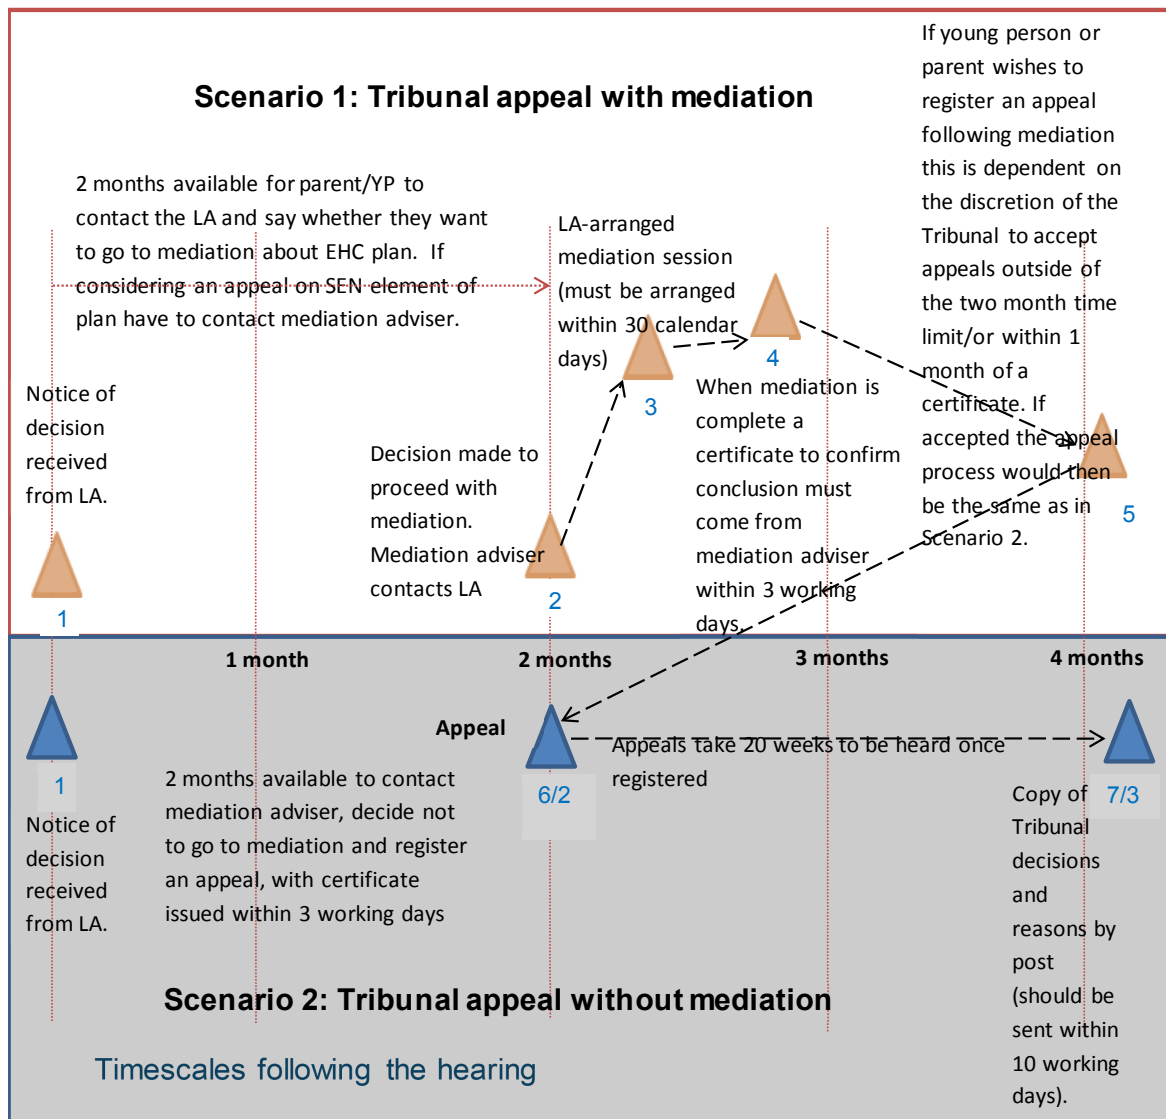 Scenario 1: Tribunal appeal with mediation
2 months available for parent/YP to
contact the LA and say whether they want
to go to mediation about EHC plan.  If
considering an appeal on SEN element of
plan have to contact mediation adviser.
Notice of
decision
received
from LA.
1
Decision made to
proceed with
mediation.
Mediation adviser
contacts LA
2
LA-arranged
mediation session
(must be arranged
within 30 calendar
days)
3
4
When mediation is
complete a
certificate to confirm
conclusion must
come from
mediation adviser
within 3 working
days.
If young person or
parent wishes to
register an appeal
following mediation
this is dependent on
the discretion of the
Tribunal to accept
appeals outside of
the two month time
limit/or within 1
month of a
certificate. If
accepted the appeal
process would then
be the same as in
Scenario 2.
5
1 month
2 months
3 months
4 months
1
Notice of
decision
received
from LA.
2 months available to contact
mediation adviser, decide not
to go to mediation and register
an appeal, with certificate
issued within 3 working days
Appeal
6/2
Appeals take 20 weeks to be heard once
registered
7/3
Copy of
Tribunal
decisions
and
reasons by
post
(should be
sent within
10 working
days).
Scenario 2: Tribunal appeal without mediation
Timescales following the hearing